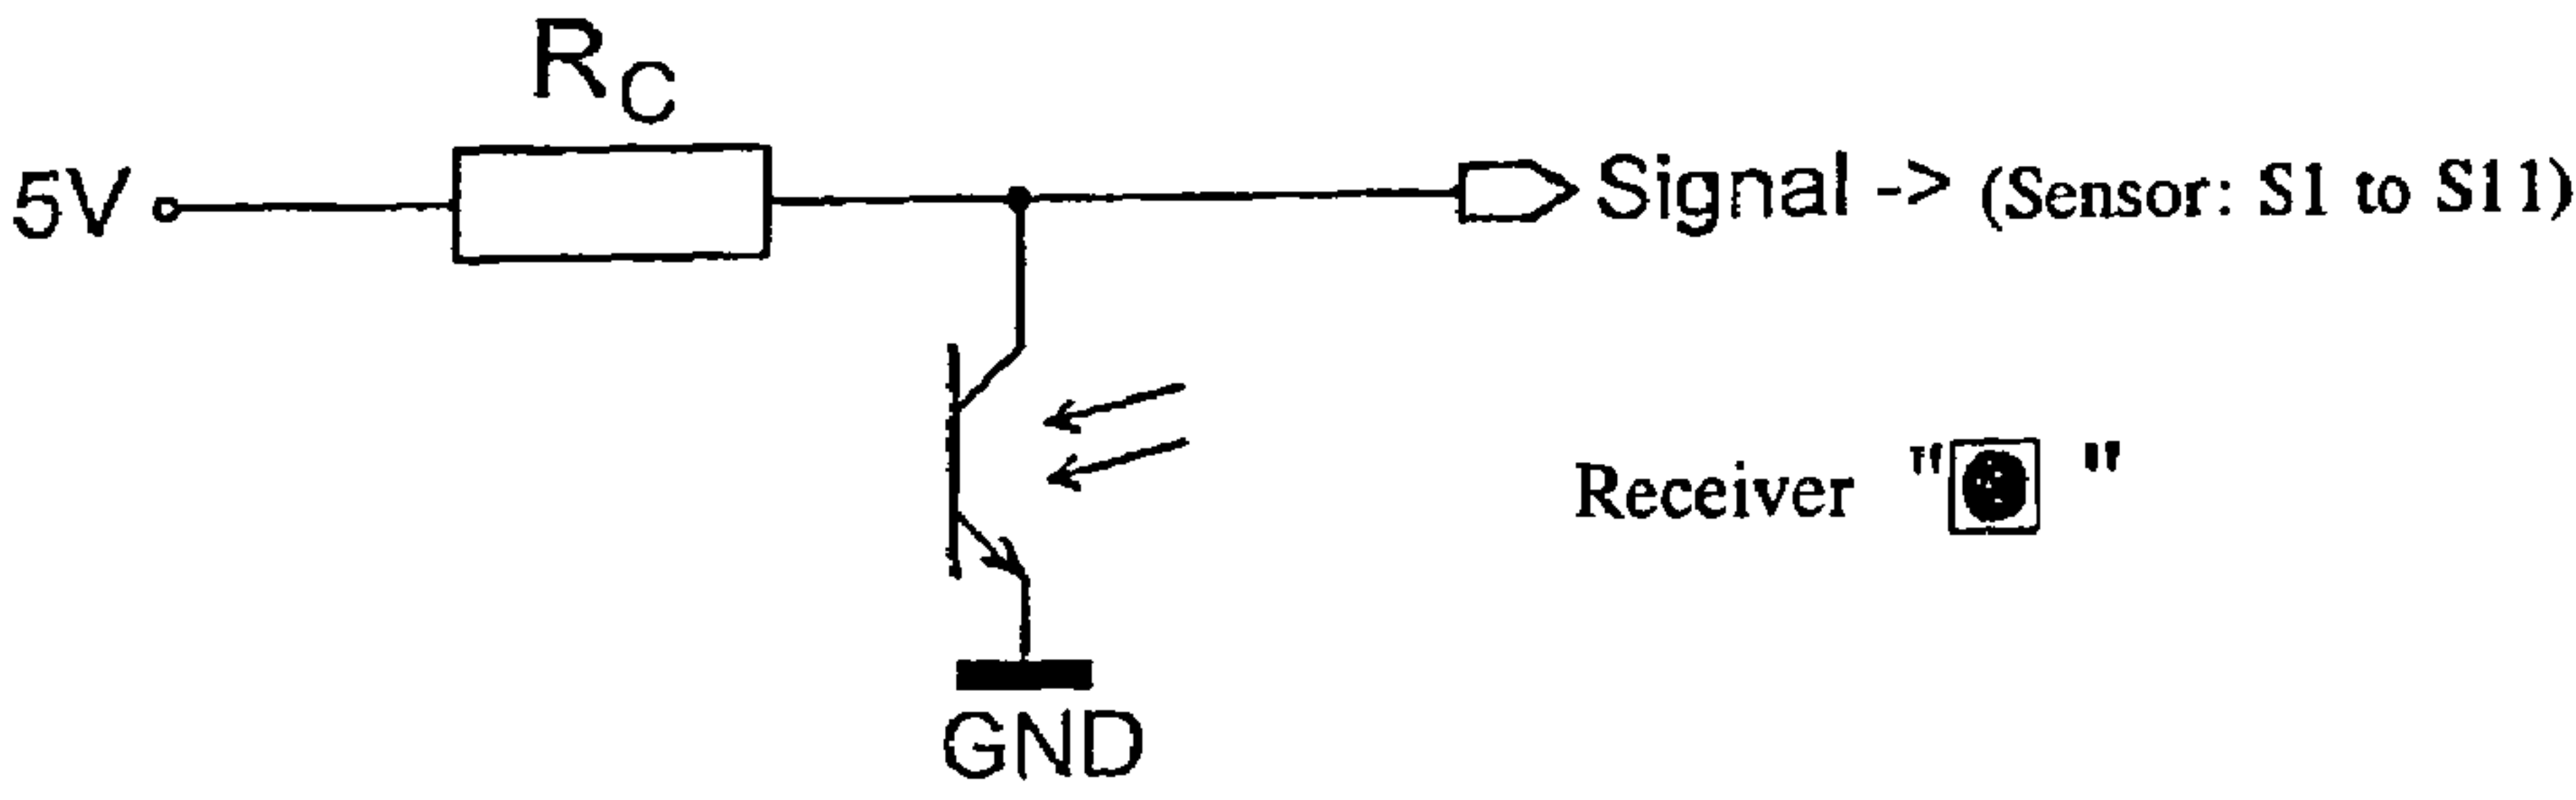 R_C
5V
Signal -> (Sensor: S1 to S11)
Receiver " "
GND